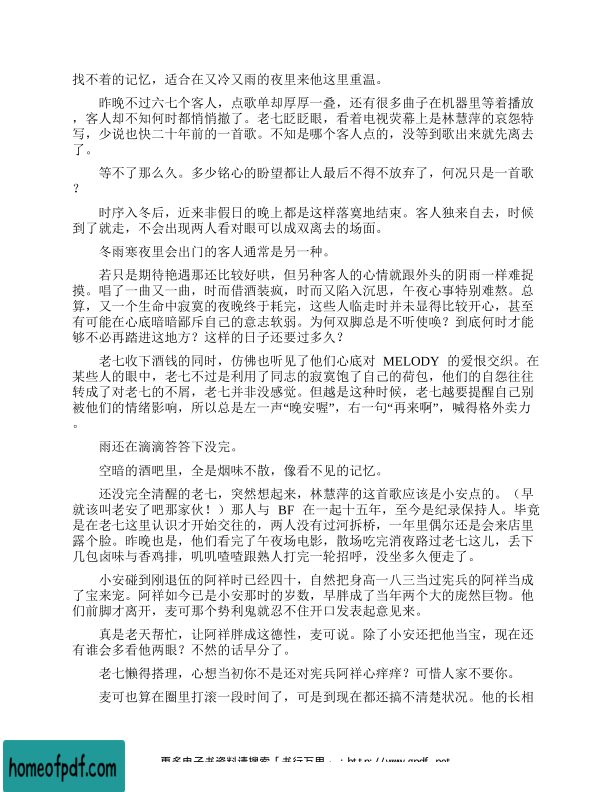 找不着的记忆，适合在又冷又雨的夜里来他这里重温。
昨晚不过六七个客人，点歌单却厚厚一叠，还有很多曲子在机器里等着播放
，客人却不知何时都悄悄撤了。老七眨眨眼，看着电视荧幕上是林慧萍的哀怨特
写，少说也快二十年前的一首歌。不知是哪个客人点的，没等到歌出来就先离去
了。
等不了那么久。多少铭心的盼望都让人最后不得不放弃了，何况只是一首歌
？
时序入冬后，近来非假日的晚上都是这样落寞地结束。客人独来自去，时候
到了就走，不会出现两人看对眼可以成双离去的场面。
冬雨寒夜里会出门的客人通常是另一种。
若只是期待艳遇那还比较好哄，但另种客人的心情就跟外头的阴雨一样难捉
摸。唱了一曲又一曲，时而借酒装疯，时而又陷入沉思，午夜心事特别难熬。总
算，又一个生命中寂寞的夜晚终于耗完，这些人临走时并未显得比较开心，甚至
有可能在心底暗暗鄙斥自己的意志软弱。为何双脚总是不听使唤？到底何时才能
够不必再踏进这地方？这样的日子还要过多久？
老七收下酒钱的同时，仿佛也听见了他们心底对 MELODY 的爱恨交织。在
某些人的眼中，老七不过是利用了同志的寂寞饱了自己的荷包，他们的自怨往往
转成了对老七的不屑，老七并非没感觉。但越是这种时候，老七越要提醒自己别
被他们的情绪影响，所以总是左一声“晚安喔”，右一句“再来啊”，喊得格外卖力
。
雨还在滴滴答答下没完。
空暗的酒吧里，全是烟味不散，像看不见的记忆。
还没完全清醒的老七，突然想起来，林慧萍的这首歌应该是小安点的。（早
就该叫老安了吧那家伙！）那人与 BF 在一起十五年，至今是纪录保持人。毕竟
是在老七这里认识才开始交往的，两人没有过河拆桥，一年里偶尔还是会来店里
露个脸。昨晚也是，他们看完了午夜场电影，散场吃完消夜路过老七这儿，丢下
几包卤味与香鸡排，叽叽喳喳跟熟人打完一轮招呼，没坐多久便走了。
小安碰到刚退伍的阿祥时已经四十，自然把身高一八三当过宪兵的阿祥当成
了宝来宠。阿祥如今已是小安那时的岁数，早胖成了当年两个大的庞然巨物。他
们前脚才离开，麦可那个势利鬼就忍不住开口发表起意见来。
真是老天帮忙，让阿祥胖成这德性，麦可说。除了小安还把他当宝，现在还
有谁会多看他两眼？不然的话早分了。
老七懒得搭理，心想当初你不是还对宪兵阿祥心痒痒？可惜人家不要你。
麦可也算在圈里打滚一段时间了，可是到现在都还搞不清楚状况。他的长相
homeofpdf.com